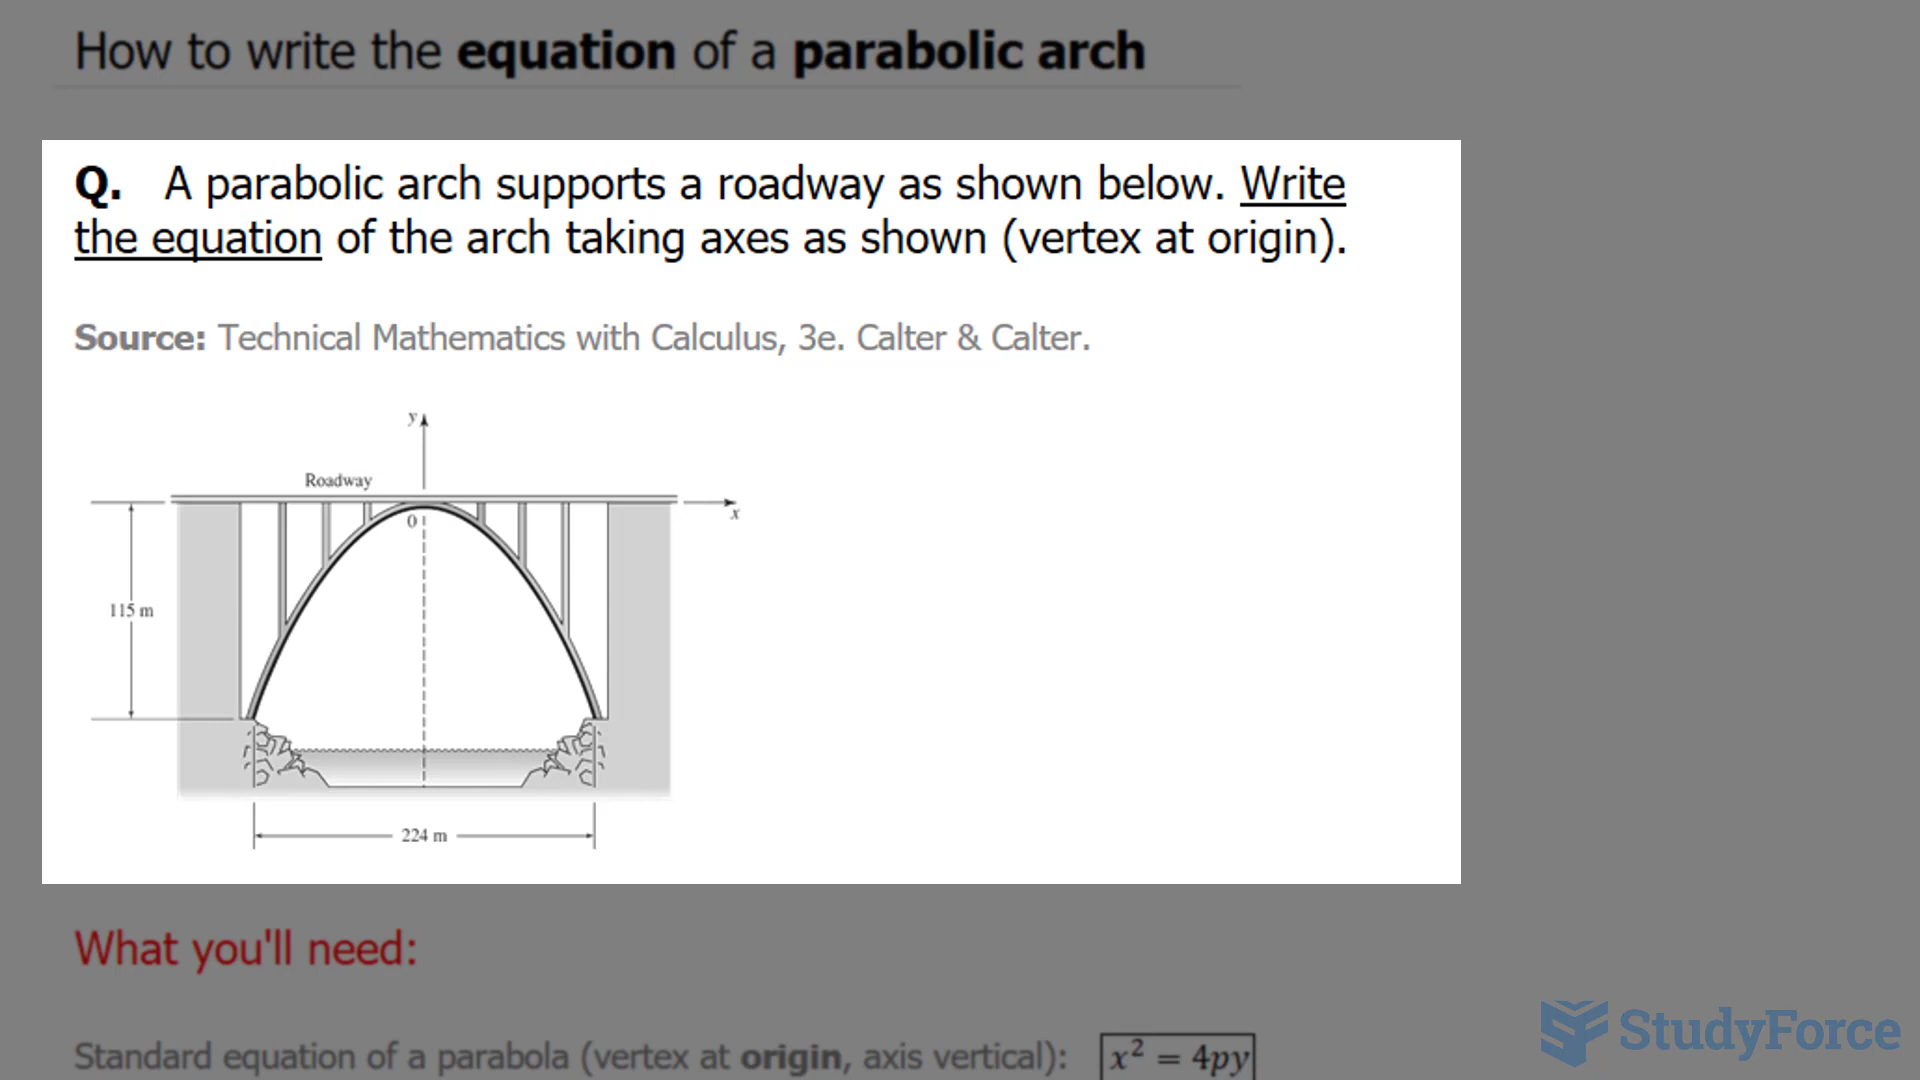 How to write the equation of a parabolic arch
Q. A parabolic arch supports a roadway as shown below. Write
the equation of the arch taking axes as shown (vertex at origin).
Source: Technical Mathematics with Calculus, 3e. Calter & Calter.
y
Roadway
x
0
115 m
224 m
What you'll need:
Standard equation of a parabola (vertex at origin, axis vertical): x² = 4py
StudyForce